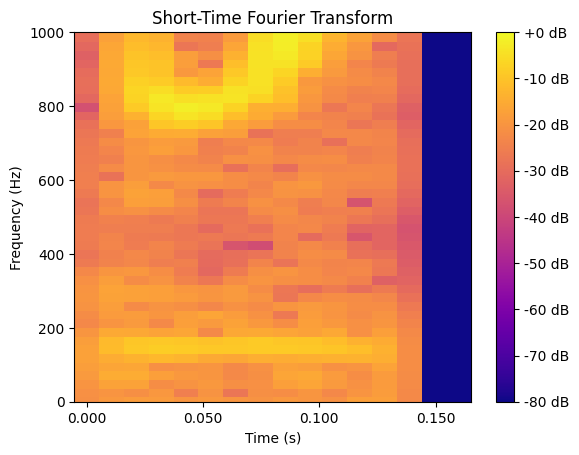 Short-Time Fourier Transform
1000
800
600
400
200
0
Frequency (Hz)
0.000
0.050
0.100
0.150
Time (s)
+0 dB
-10 dB
-20 dB
-30 dB
-40 dB
-50 dB
-60 dB
-70 dB
-80 dB